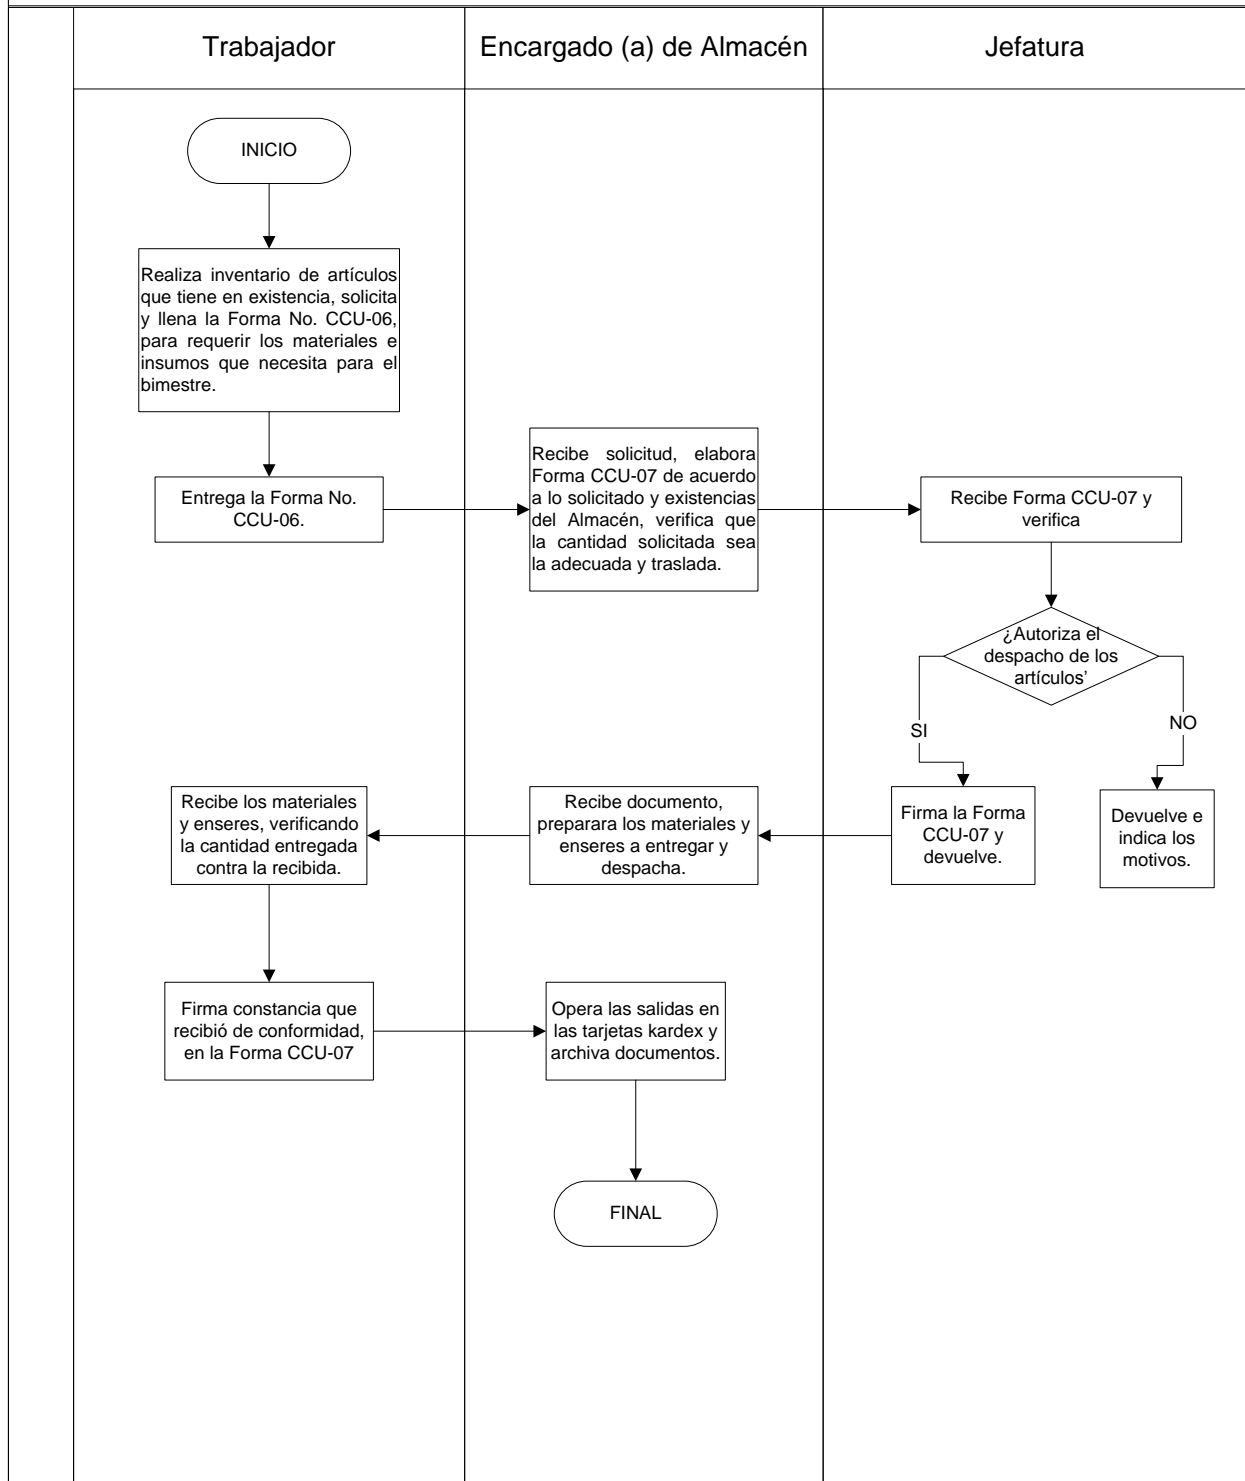 Trabajador
Encargado (a) de Almacén
Jefatura
INICIO
Realiza inventario de artículos
que tiene en existencia, solicita
y llena la Forma No. CCU-06,
para requerir los materiales e
insumos que necesita para el
bimestre.
Entrega la Forma No.
CCU-06.
Recibe solicitud, elabora
Forma CCU-07 de acuerdo
a lo solicitado y existencias
del Almacén, verifica que
la cantidad solicitada sea
la adecuada y traslada.
Recibe Forma CCU-07 y
verifica
¿Autoriza el
despacho de los
artículos’
SI
NO
Firma la Forma
CCU-07 y
devuelve.
Devuelve e
indica los
motivos.
Recibe documento,
preparara los materiales y
enseres a entregar y
despacha.
Recibe los materiales
y enseres, verificando
la cantidad entregada
contra la recibida.
Firma constancia que
recibió de conformidad,
en la Forma CCU-07
Opera las salidas en
las tarjetas kardex y
archiva documentos.
FINAL